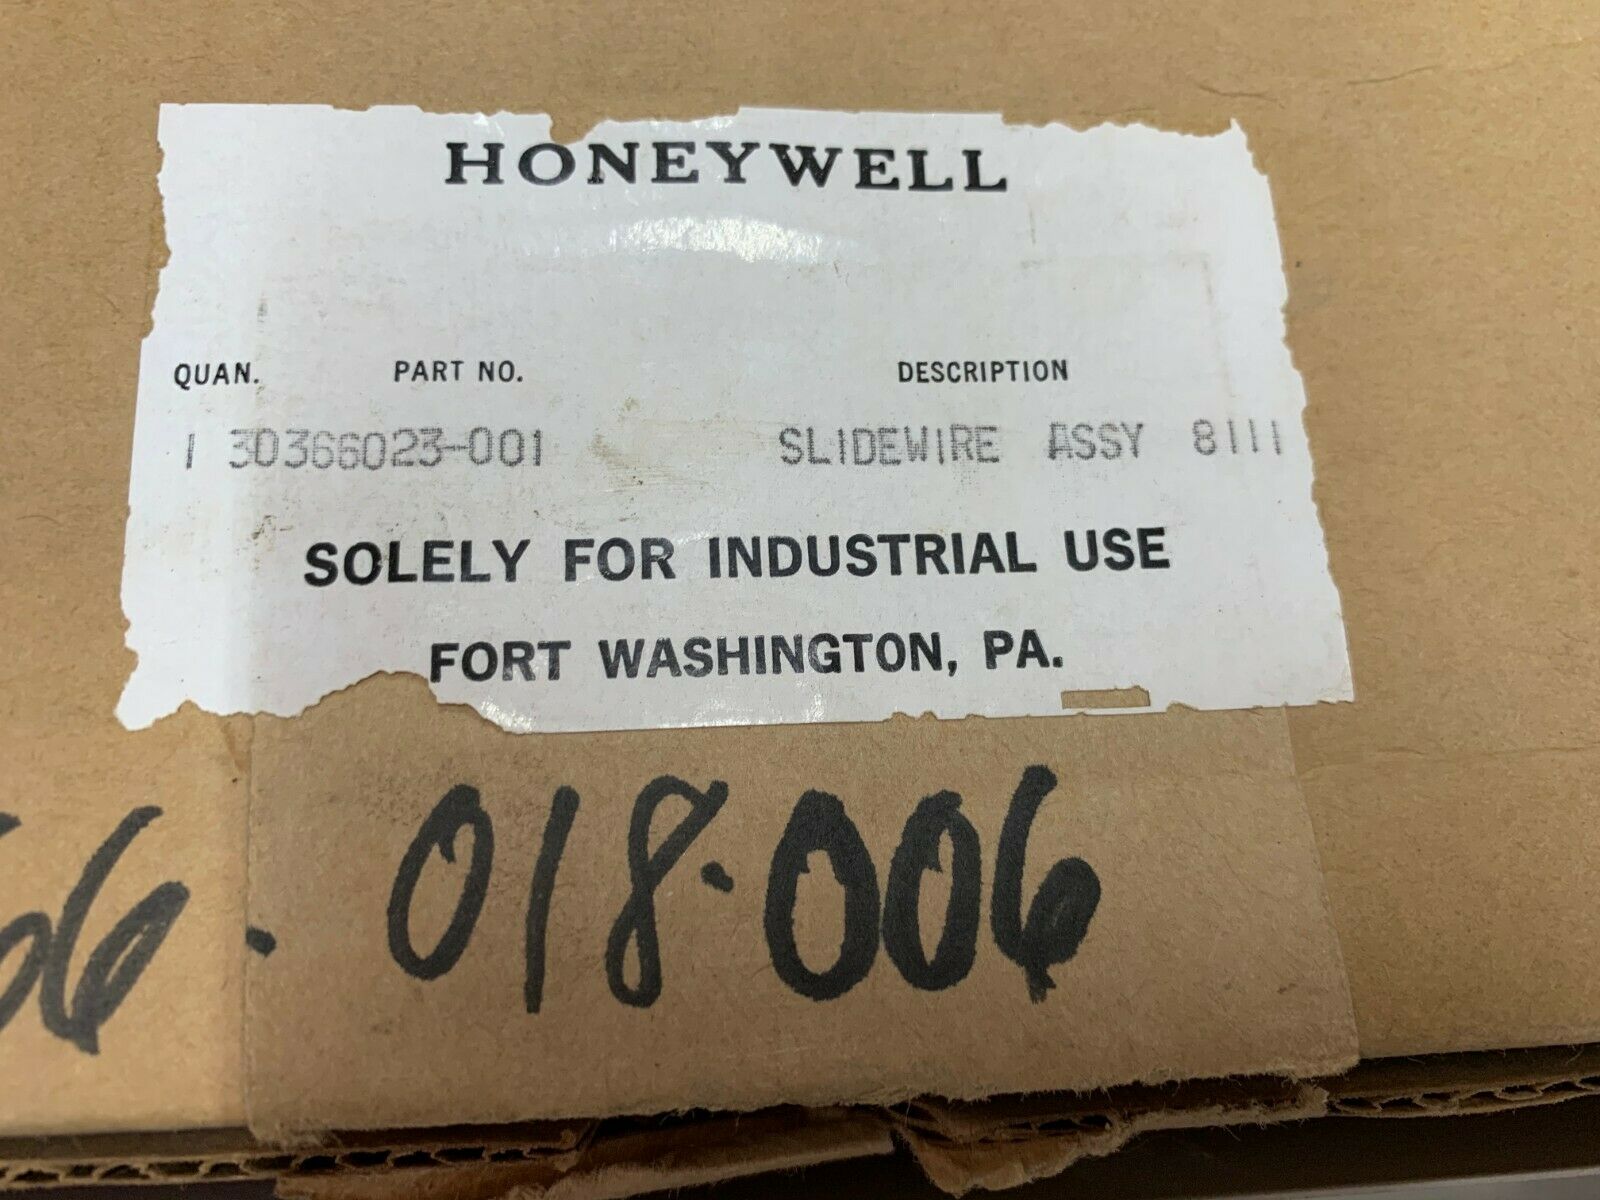 HONEYWELL
QUAN. PART NO. DESCRIPTION
1 30366023-001 SLIDEWIRE ASSY 8111
SOLELY FOR INDUSTRIAL USE
FORT WASHINGTON, PA.
66 . 018.006